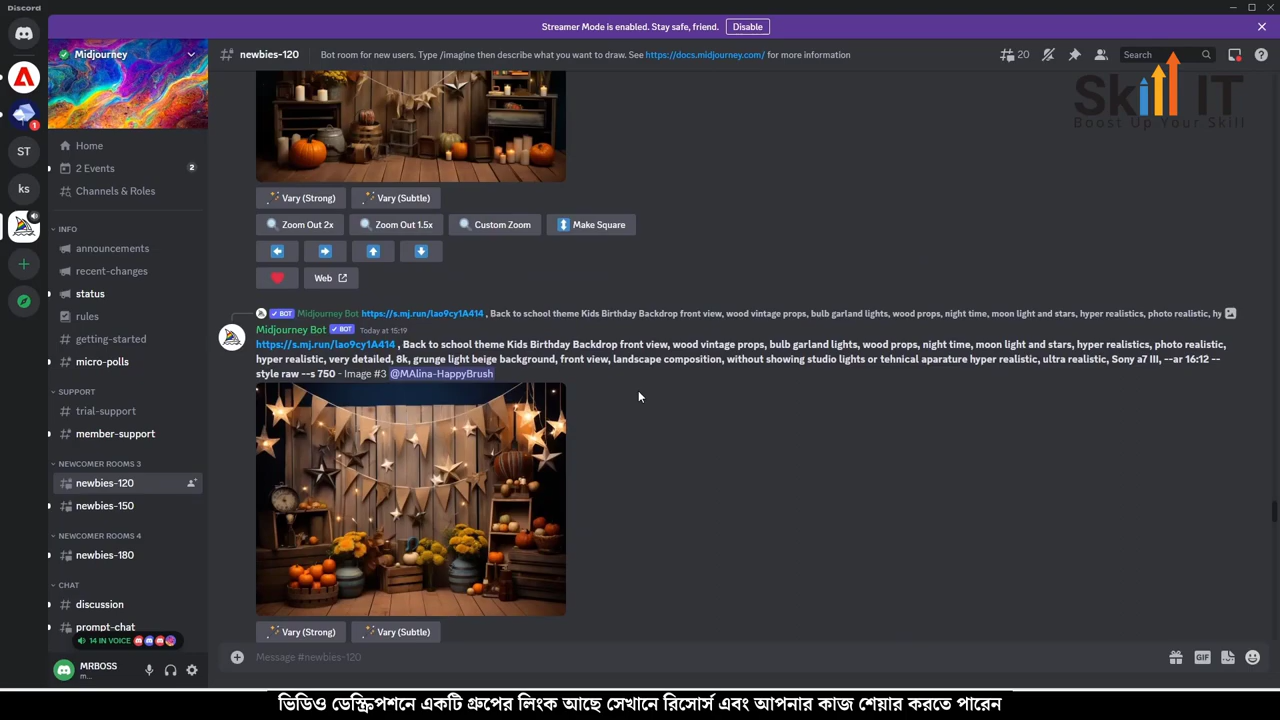 Discord
Streamer Mode is enabled. Stay safe, friend. Disable
Midjourney
newbies-120
Bot room for new users. Type /imagine then describe what you want to draw. See https://docs.midjourney.com/ for more information
20
Search
Skill IT
Boost Up Your Skill
1
ST
ks
Home
2 Events
2
Channels & Roles
INFO
announcements
recent-changes
status
rules
getting-started
micro-polls
SUPPORT
trial-support
member-support
NEWCOMER ROOMS 3
newbies-120
newbies-150
NEWCOMER ROOMS 4
newbies-180
CHAT
discussion
prompt-chat
14 IN VOICE
MRBOSS
m...
Vary (Strong)
Vary (Subtle)
Zoom Out 2x
Zoom Out 1.5x
Custom Zoom
Make Square
Web
BOT Midjourney Bot https://s.mj.run/lao9cy1A414 , Back to school theme Kids Birthday Backdrop front view, wood vintage props, bulb garland lights, wood props, night time, moon light and stars, hyper realistics, photo realistic, hy
Midjourney Bot BOT Today at 15:19
https://s.mj.run/lao9cy1A414 , Back to school theme Kids Birthday Backdrop front view, wood vintage props, bulb garland lights, wood props, night time, moon light and stars, hyper realistics, photo realistic,
hyper realistic, very detailed, 8k, grunge light beige background, front view, landscape composition, without showing studio lights or tehnical aparature hyper realistic, ultra realistic, Sony a7 III, --ar 16:12 --
style raw --s 750 - Image #3 @MAlina-HappyBrush
Vary (Strong)
Vary (Subtle)
Message #newbies-120
GIF
ভিডিও ডেস্ক্রিপশনে একটি গ্রুপের লিংক আছে সেখানে রিসোর্স এবং আপনার কাজ শেয়ার করতে পারেন